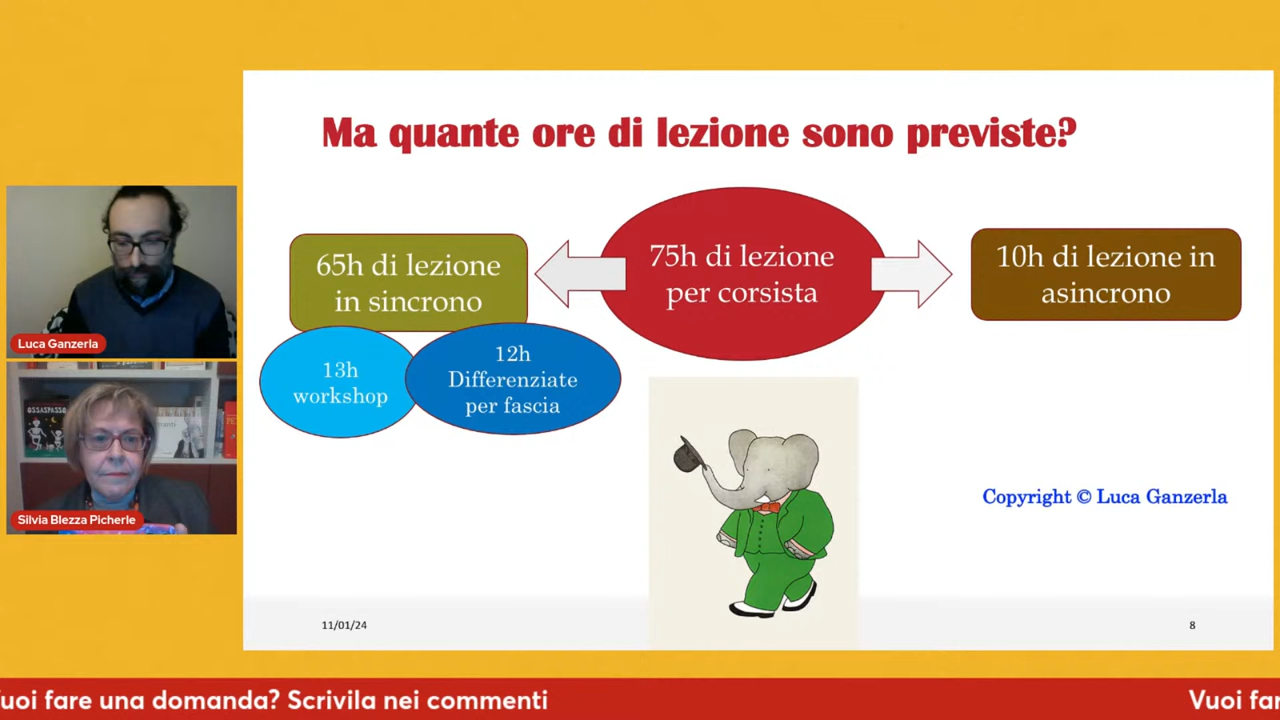 Ma quante ore di lezione sono previste?
65h di lezione
in sincrono
75h di lezione
per corsista
10h di lezione in
asincrono
13h
workshop
12h
Differenziate
per fascia
Copyright © Luca Ganzerla
11/01/24
8
Luca Ganzerla
OSSASPASSO
Silvia Blezza Picherle
uoi fare una domanda? Scrivila nei commenti
Vuoi far